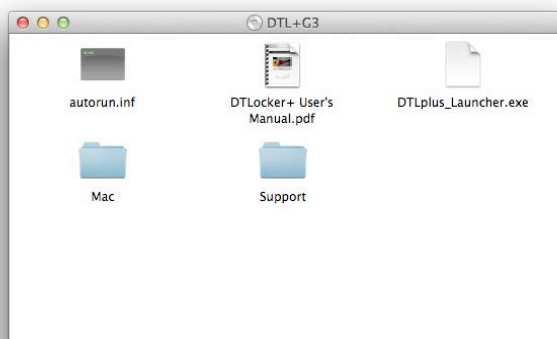 DTL+G3
autorun.inf
DTLocker+ User's
Manual.pdf
DTLplus_Launcher.exe
Mac
Support